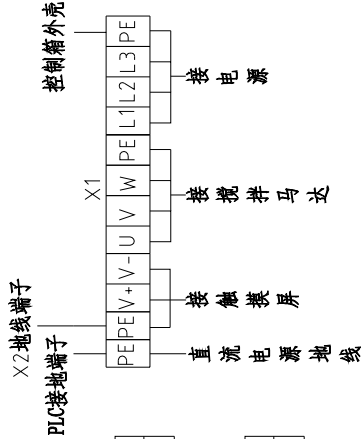 控制箱外壳
X2地线端子
PLC接地端子
X1
PE PE V+ V- U V W PE L1 L2 L3 PE
直流电源地线
接触摸屏
接搅拌马达
接电源